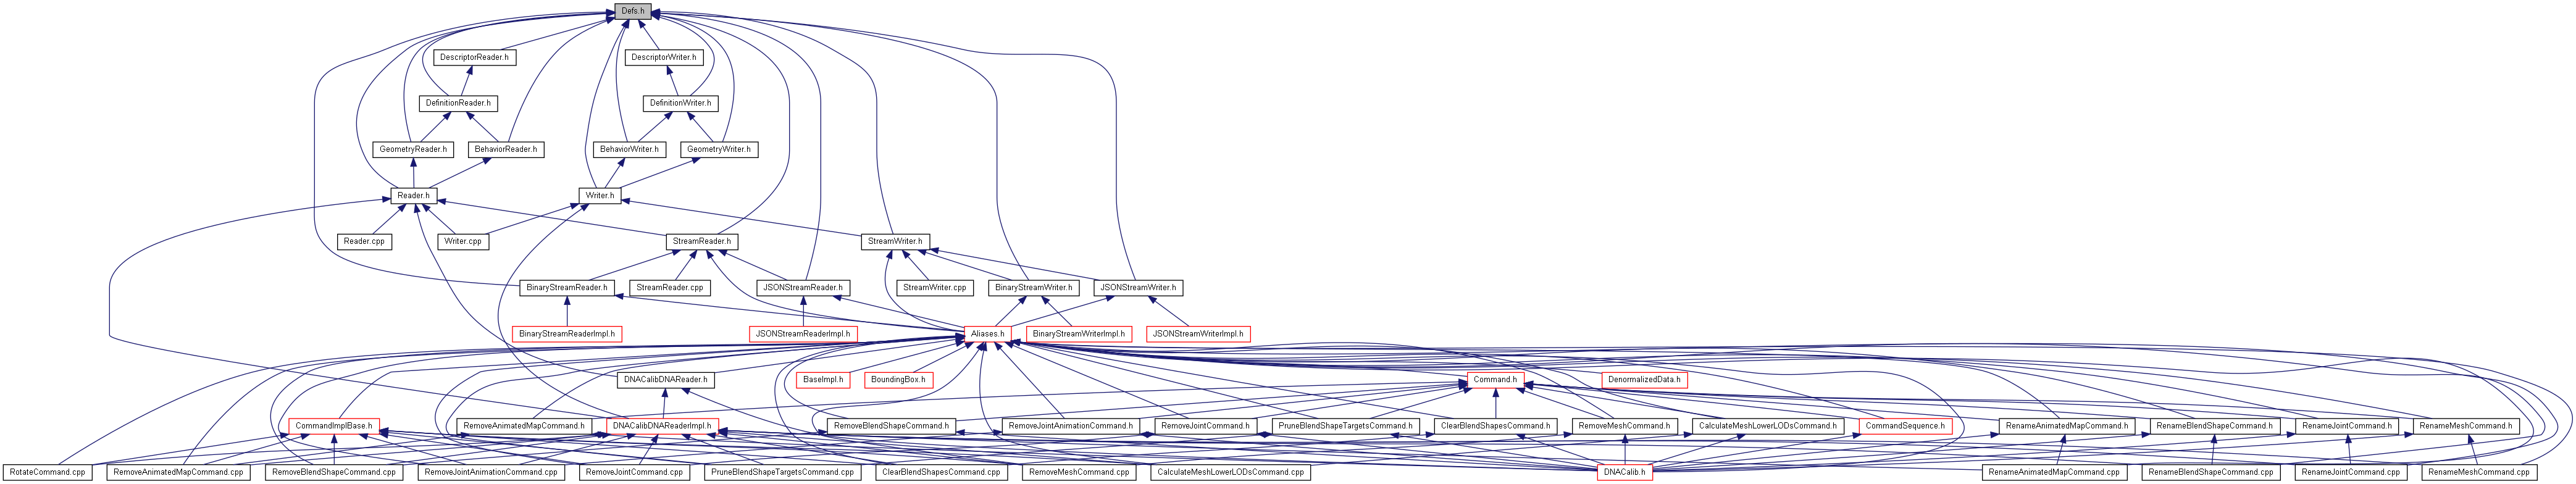 Defs.h
DescriptorReader.h
DescriptorWriter.h
DefinitionReader.h
DefinitionWriter.h
GeometryReader.h
BehaviorReader.h
BehaviorWriter.h
GeometryWriter.h
Reader.h
Writer.h
Reader.cpp
Writer.cpp
StreamReader.h
StreamWriter.h
BinaryStreamReader.h
StreamReader.cpp
JSONStreamReader.h
StreamWriter.cpp
BinaryStreamWriter.h
JSONStreamWriter.h
BinaryStreamReaderImpl.h
JSONStreamReaderImpl.h
Aliases.h
BinaryStreamWriterImpl.h
JSONStreamWriterImpl.h
DNACalibDNAReader.h
BaseImpl.h
BoundingBox.h
Command.h
DenormalizedData.h
CommandImplBase.h
RemoveAnimatedMapCommand.h
DNACalibDNAReaderImpl.h
RemoveBlendShapeCommand.h
RemoveJointAnimationCommand.h
RemoveJointCommand.h
PruneBlendShapeTargetsCommand.h
ClearBlendShapesCommand.h
RemoveMeshCommand.h
CalculateMeshLowerLODsCommand.h
CommandSequence.h
RenameAnimatedMapCommand.h
RenameBlendShapeCommand.h
RenameJointCommand.h
RenameMeshCommand.h
RotateCommand.cpp
RemoveAnimatedMapCommand.cpp
RemoveBlendShapeCommand.cpp
RemoveJointAnimationCommand.cpp
RemoveJointCommand.cpp
PruneBlendShapeTargetsCommand.cpp
ClearBlendShapesCommand.cpp
RemoveMeshCommand.cpp
CalculateMeshLowerLODsCommand.cpp
DNACalib.h
RenameAnimatedMapCommand.cpp
RenameBlendShapeCommand.cpp
RenameJointCommand.cpp
RenameMeshCommand.cpp